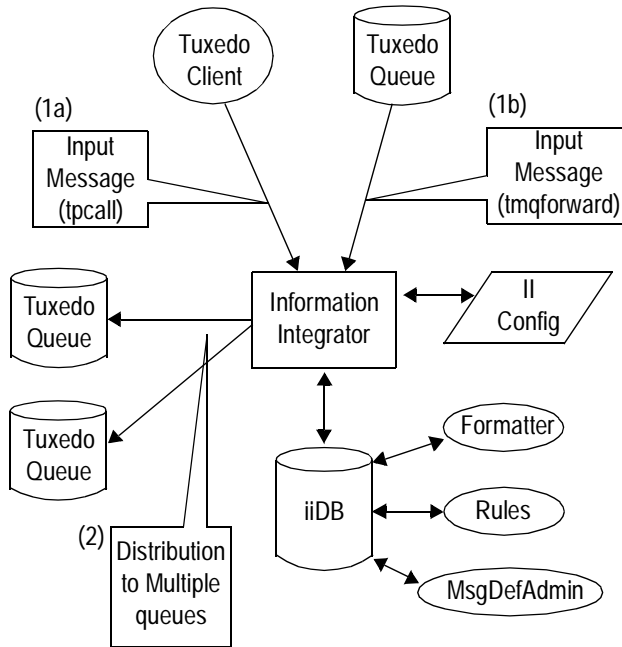 Tuxedo
Client
Tuxedo
Queue
(1a)
Input
Message
(tpcall)
(1b)
Input
Message
(tmqforward)
Tuxedo
Queue
Information
Integrator
II
Config
Tuxedo
Queue
Formatter
iiDB
Rules
(2)
Distribution
to Multiple
queues
MsgDefAdmin